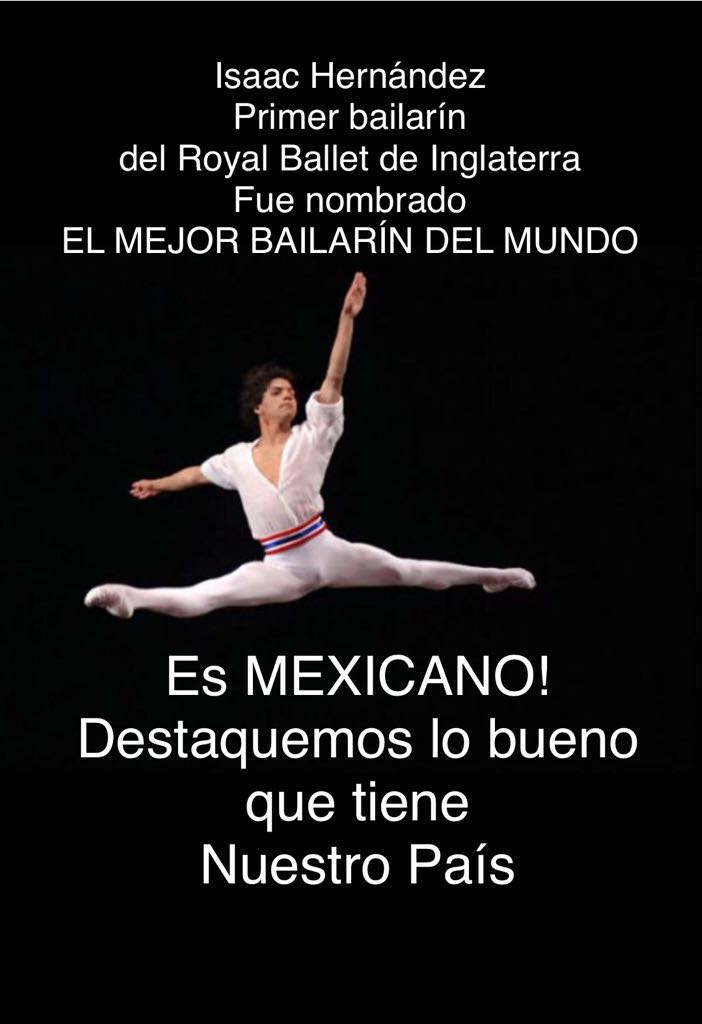 Isaac Hernández
Primer bailarín
del Royal Ballet de Inglaterra
Fue nombrado
EL MEJOR BAILARÍN DEL MUNDO
Es MEXICANO!
Destaquemos lo bueno
que tiene
Nuestro País